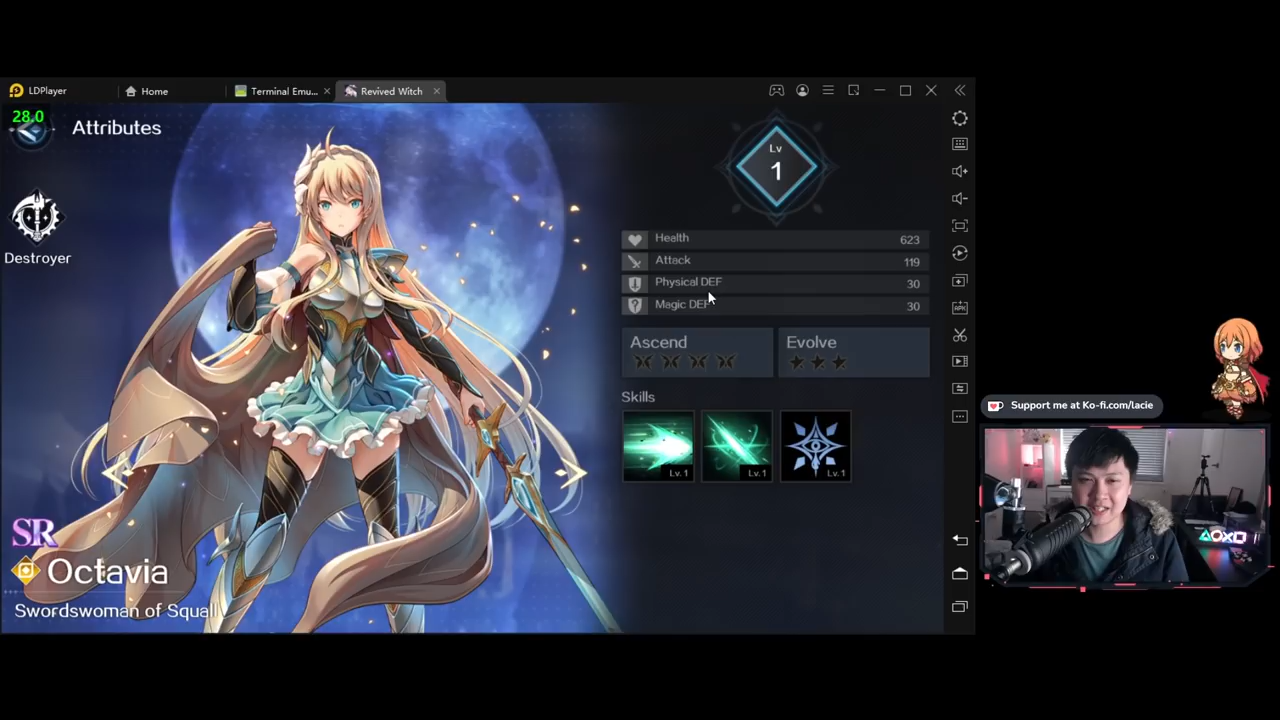 LDPlayer
Home
Terminal Emu...
Revived Witch
28.0
Attributes
Destroyer
Lv
1
Health 623
Attack 119
Physical DEF 30
Magic DEF 30
Ascend
Evolve
Skills
Lv.1
Lv.1
Lv.1
SR
Octavia
Swordswoman of Squall
APK
Support me at Ko-fi.com/lacie